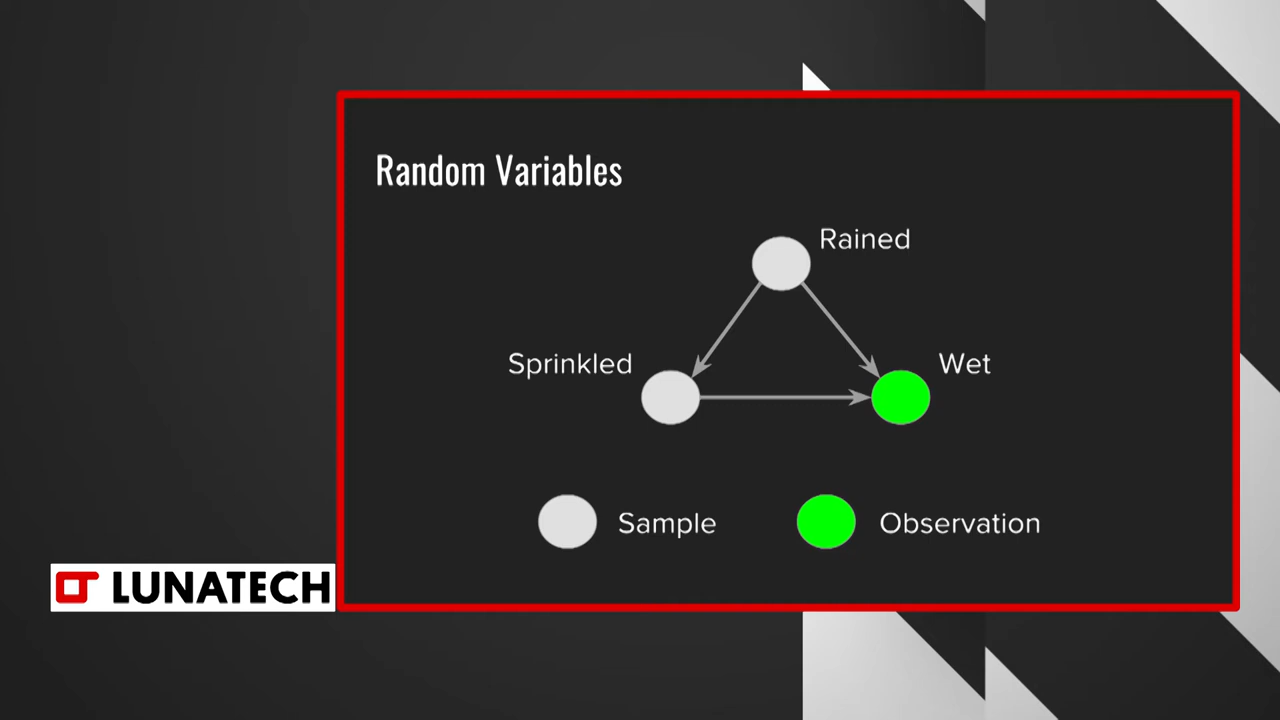 Random Variables
Rained
Sprinkled
Wet
Sample
Observation
LUNATECH